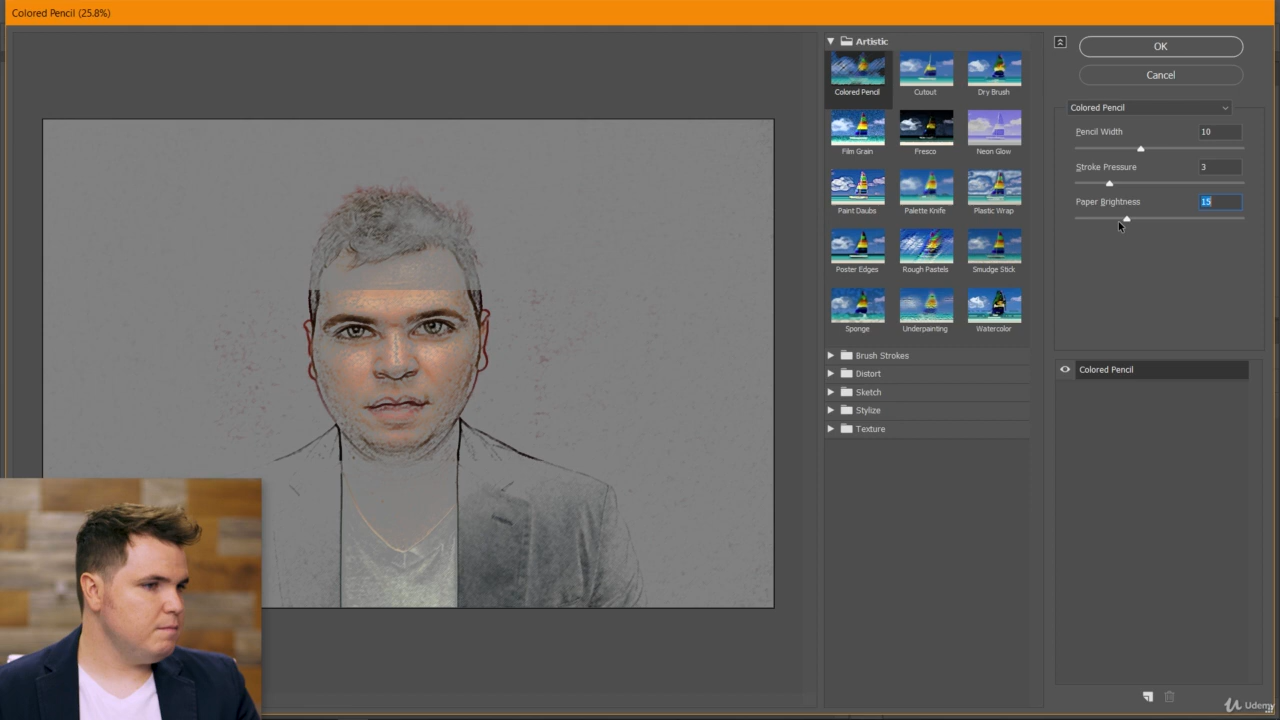 Colored Pencil (25.8%)
Artistic
Colored Pencil
Cutout
Dry Brush
Film Grain
Fresco
Neon Glow
Paint Daubs
Palette Knife
Plastic Wrap
Poster Edges
Rough Pastels
Smudge Stick
Sponge
Underpainting
Watercolor
Brush Strokes
Distort
Sketch
Stylize
Texture
OK
Cancel
Colored Pencil
Pencil Width 10
Stroke Pressure 3
Paper Brightness 15
Colored Pencil
Udemy